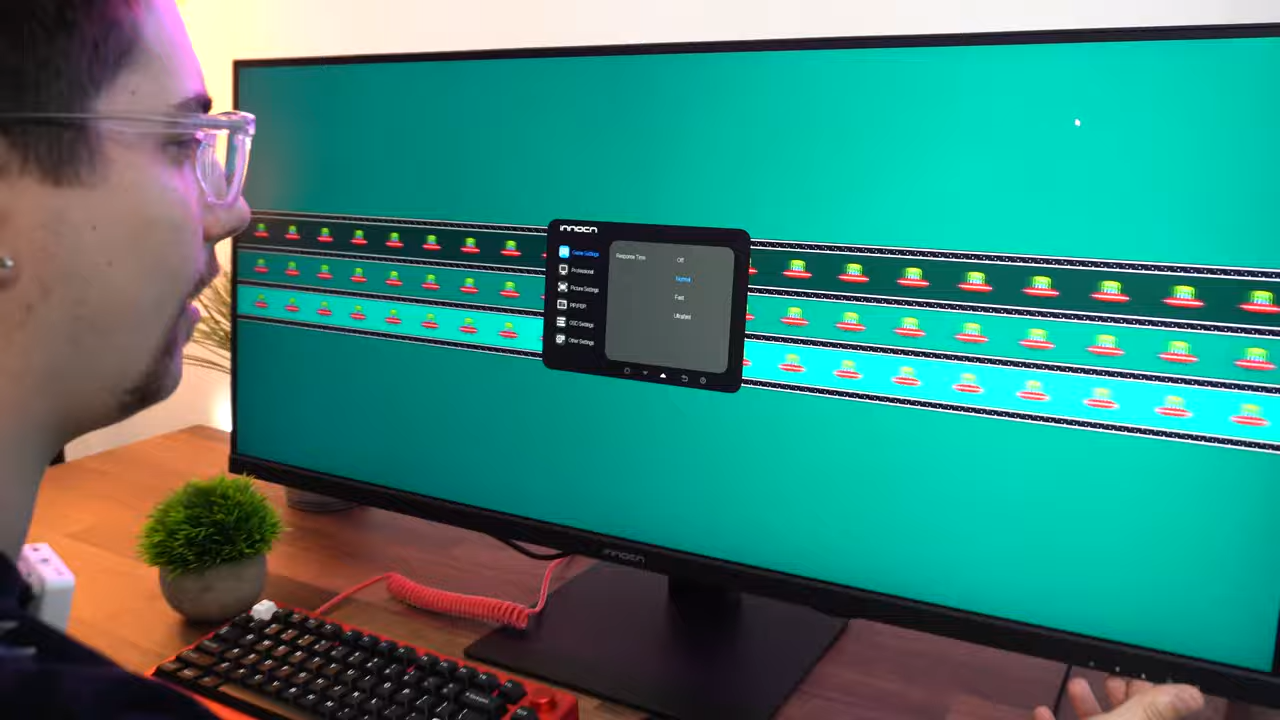 INNOCN
Game Settings
Response Time
Off
Professional
Normal
Picture Settings
Fast
PIP/PBP
Ultrafast
OSD Settings
Other Settings
INNOCN